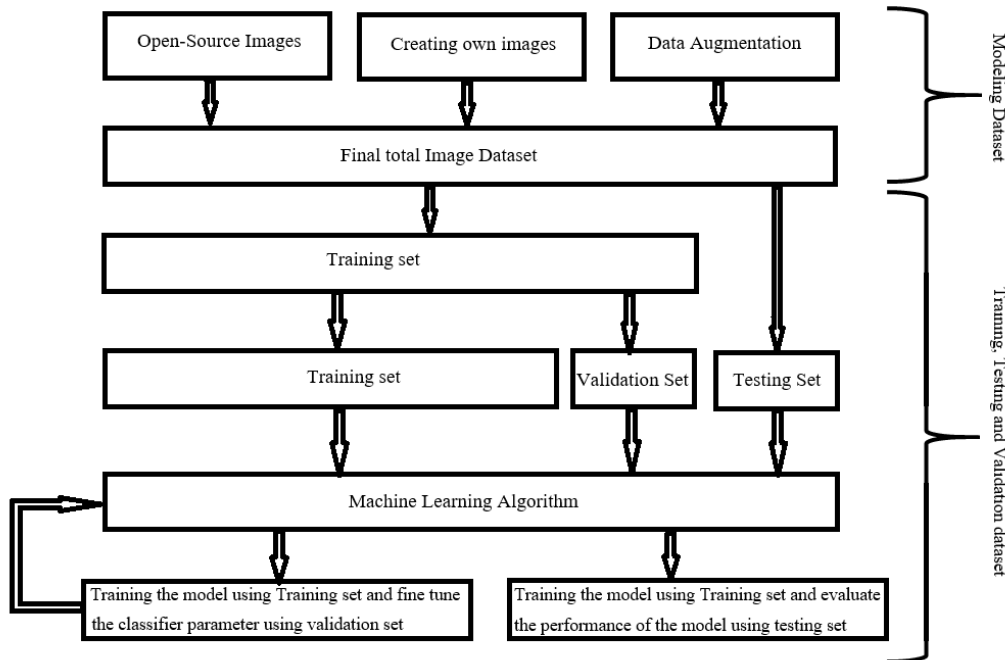 Open-Source Images
Creating own images
Data Augmentation
Modeling Dataset
Final total Image Dataset
Training set
Training set
Validation Set
Testing Set
Training, Testing and Validation dataset
Machine Learning Algorithm
Training the model using Training set and fine tune
the classifier parameter using validation set
Training the model using Training set and evaluate
the performance of the model using testing set